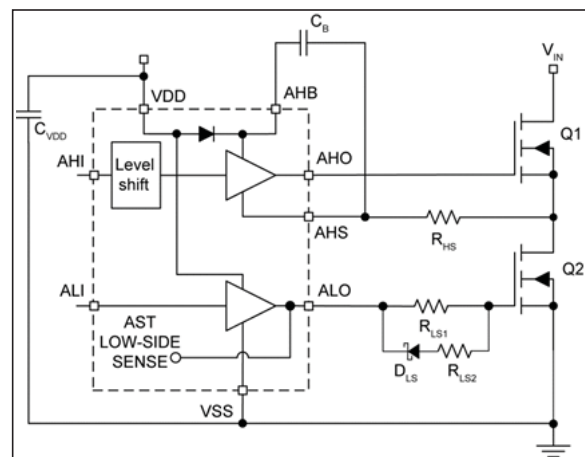 C_B
V_IN
VDD
AHB
C_VDD
Q1
AHI
Level
shift
AHO
AHS
R_HS
Q2
ALI
ALO
AST
LOW-SIDE
SENSE
R_LS1
D_LS
R_LS2
VSS